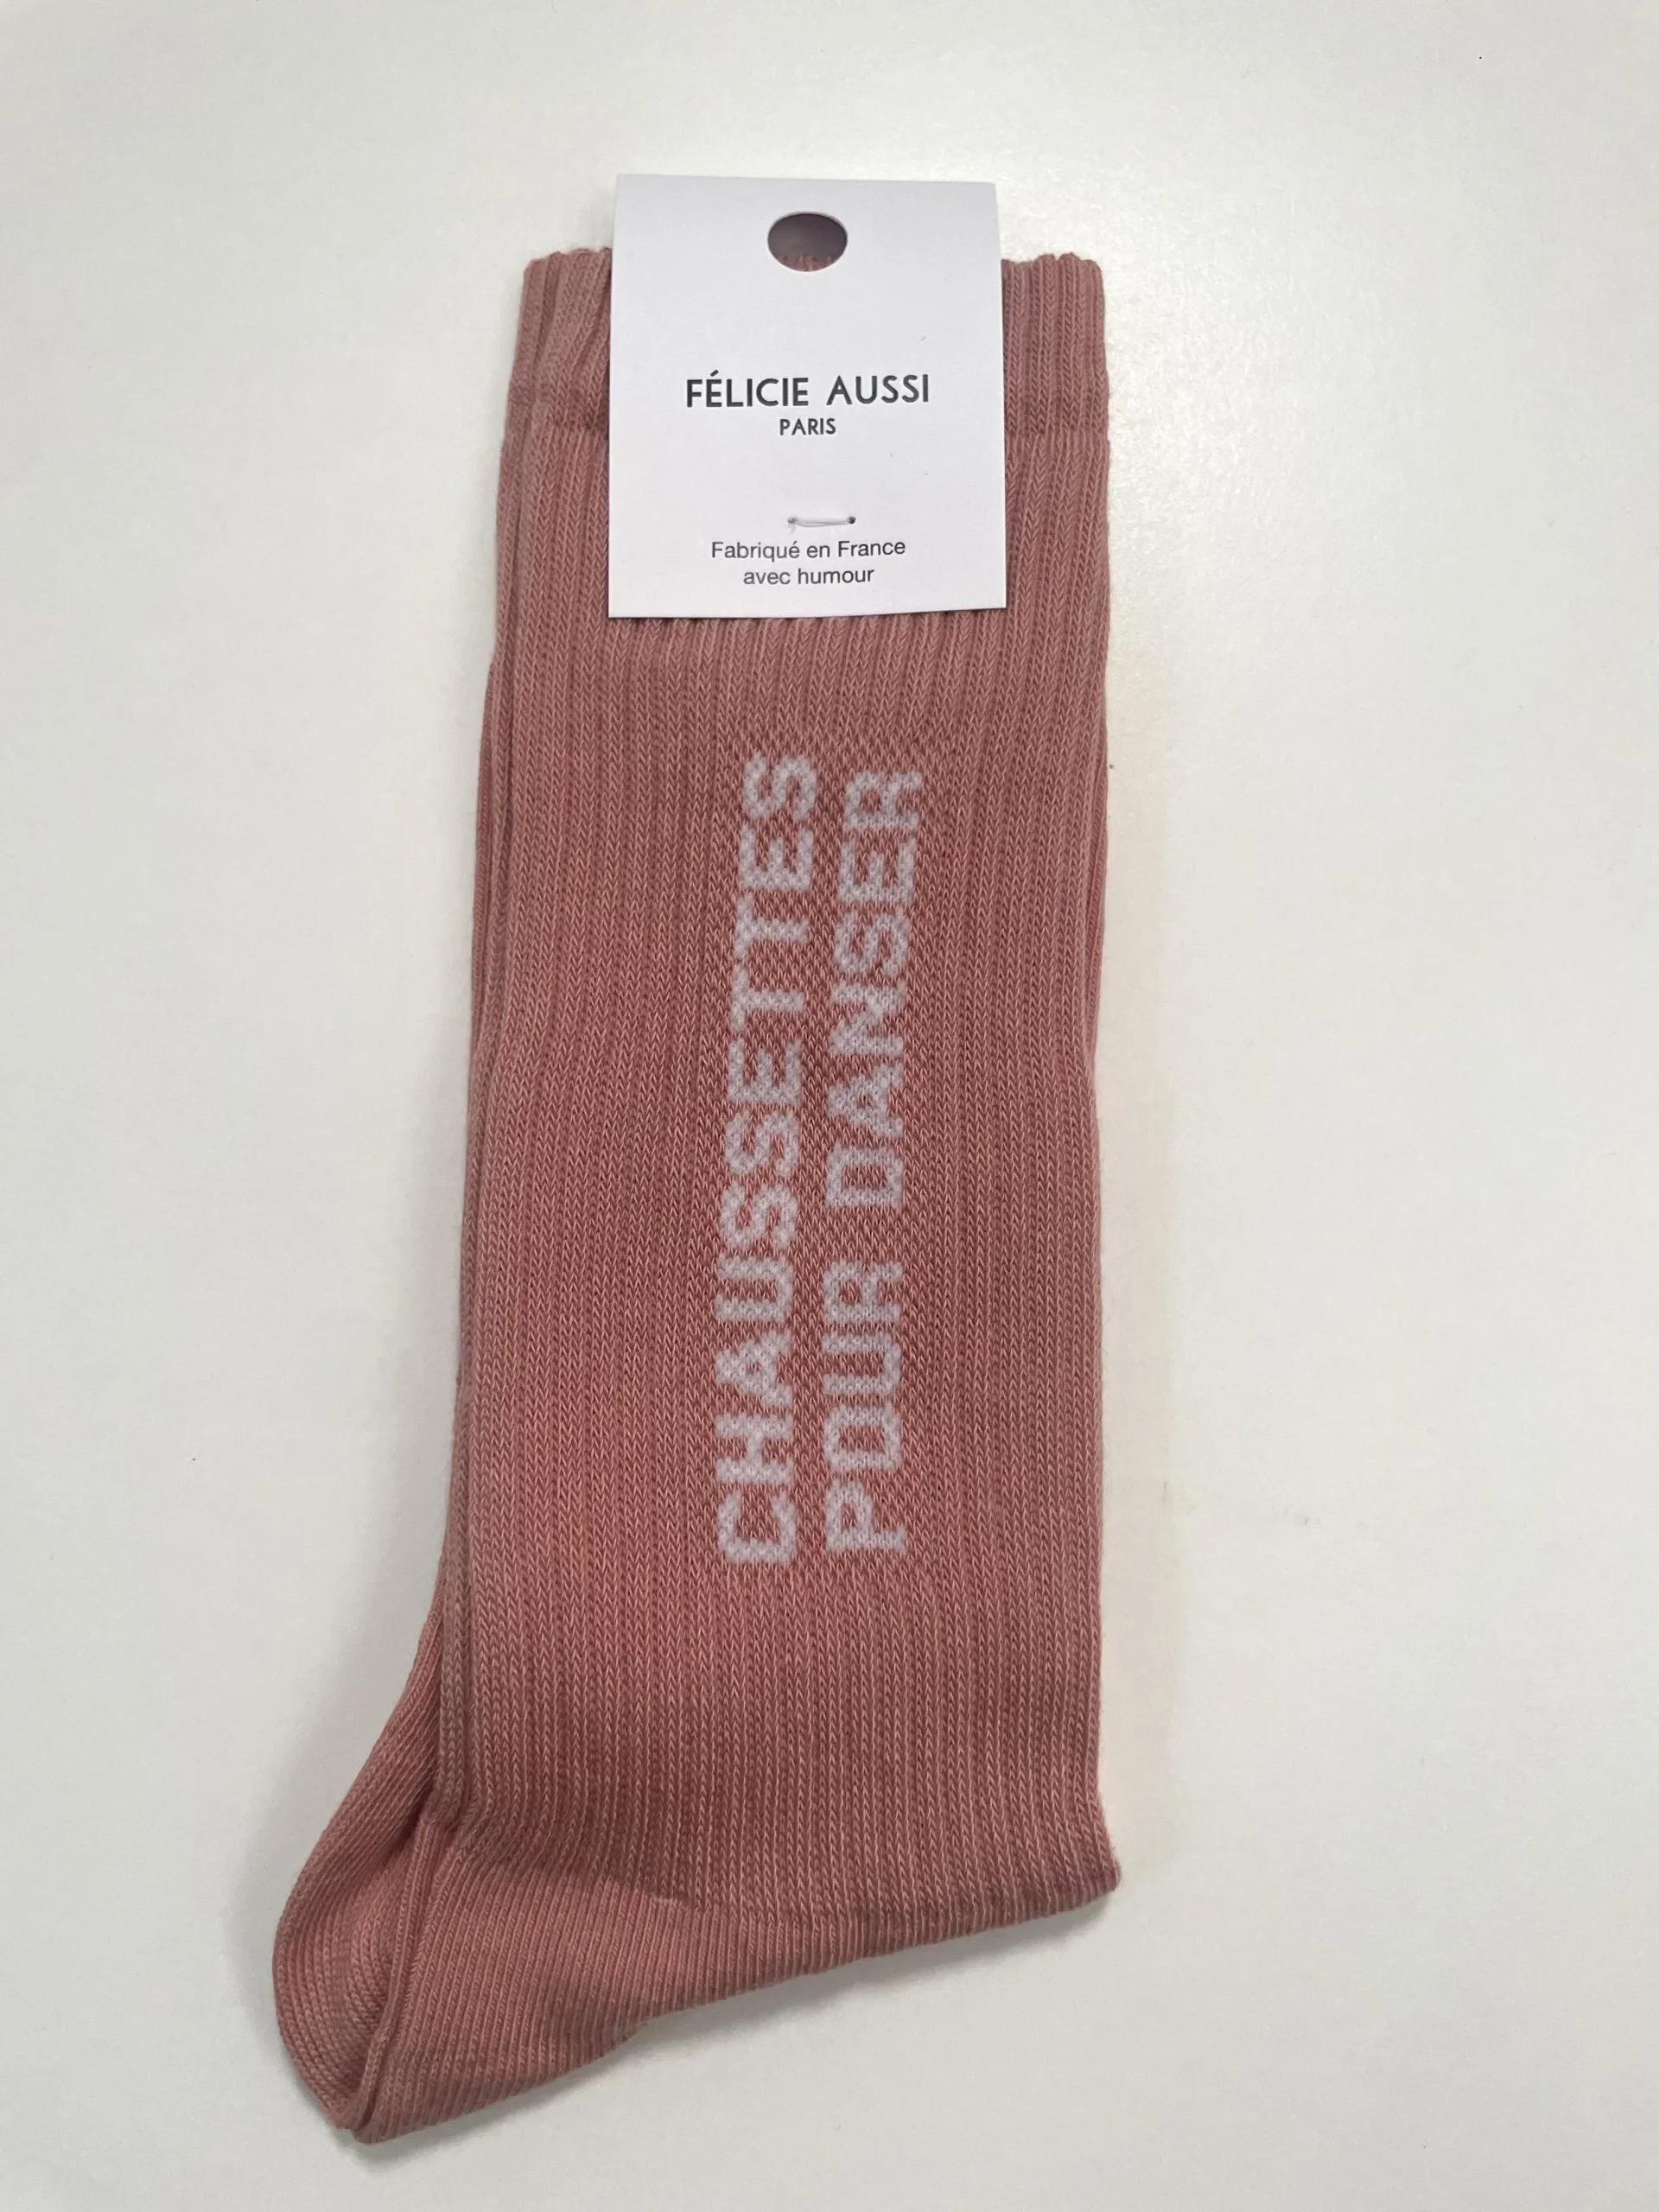 FÉLICIE AUSSI
PARIS
Fabriqué en France
avec humour
CHAUSSETTES
POUR DANSER